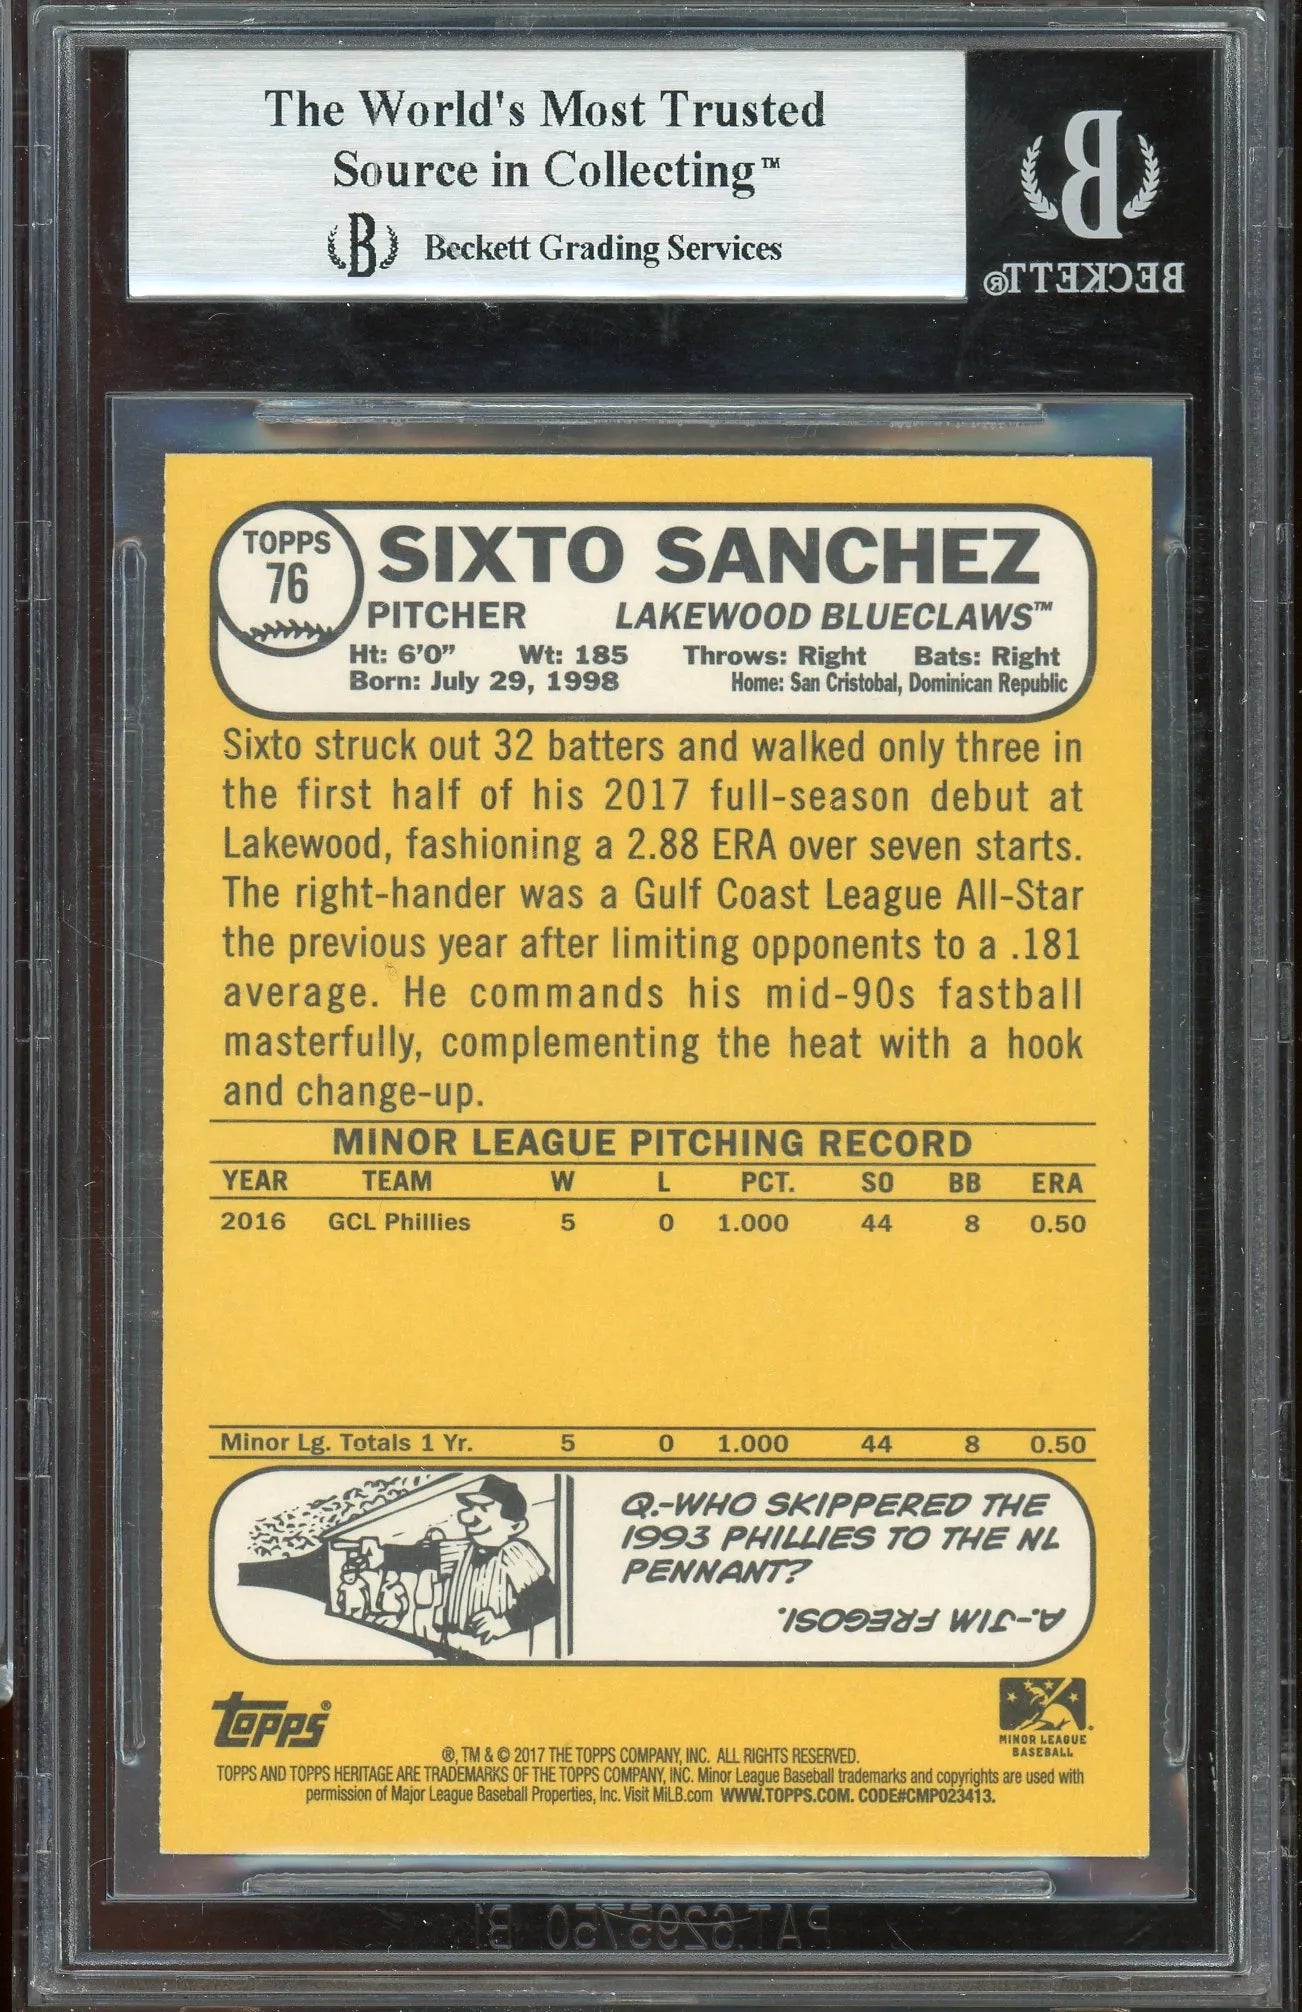 The World's Most Trusted
Source in Collecting™
B Beckett Grading Services
B
BECKETT®
TOPPS
76
SIXTO SANCHEZ
PITCHER LAKEWOOD BLUECLAWS™
Ht: 6'0" Wt: 185 Throws: Right Bats: Right
Born: July 29, 1998 Home: San Cristobal, Dominican Republic
Sixto struck out 32 batters and walked only three in
the first half of his 2017 full-season debut at
Lakewood, fashioning a 2.88 ERA over seven starts.
The right-hander was a Gulf Coast League All-Star
the previous year after limiting opponents to a .181
average. He commands his mid-90s fastball
masterfully, complementing the heat with a hook
and change-up.
MINOR LEAGUE PITCHING RECORD
YEAR TEAM W L PCT. SO BB ERA
2016 GCL Phillies 5 0 1.000 44 8 0.50
Minor Lg. Totals 1 Yr. 5 0 1.000 44 8 0.50
Q.-WHO SKIPPERED THE
1993 PHILLIES TO THE NL
PENNANT?
A.-JIM FREGOSI.
topps®
MINOR LEAGUE
BASEBALL
®, TM & © 2017 THE TOPPS COMPANY, INC. ALL RIGHTS RESERVED.
TOPPS AND TOPPS HERITAGE ARE TRADEMARKS OF THE TOPPS COMPANY, INC. Minor League Baseball trademarks and copyrights are used with
permission of Major League Baseball Properties, Inc. Visit MiLB.com WWW.TOPPS.COM. CODE#CMP023413.
PAT.6295750 B1